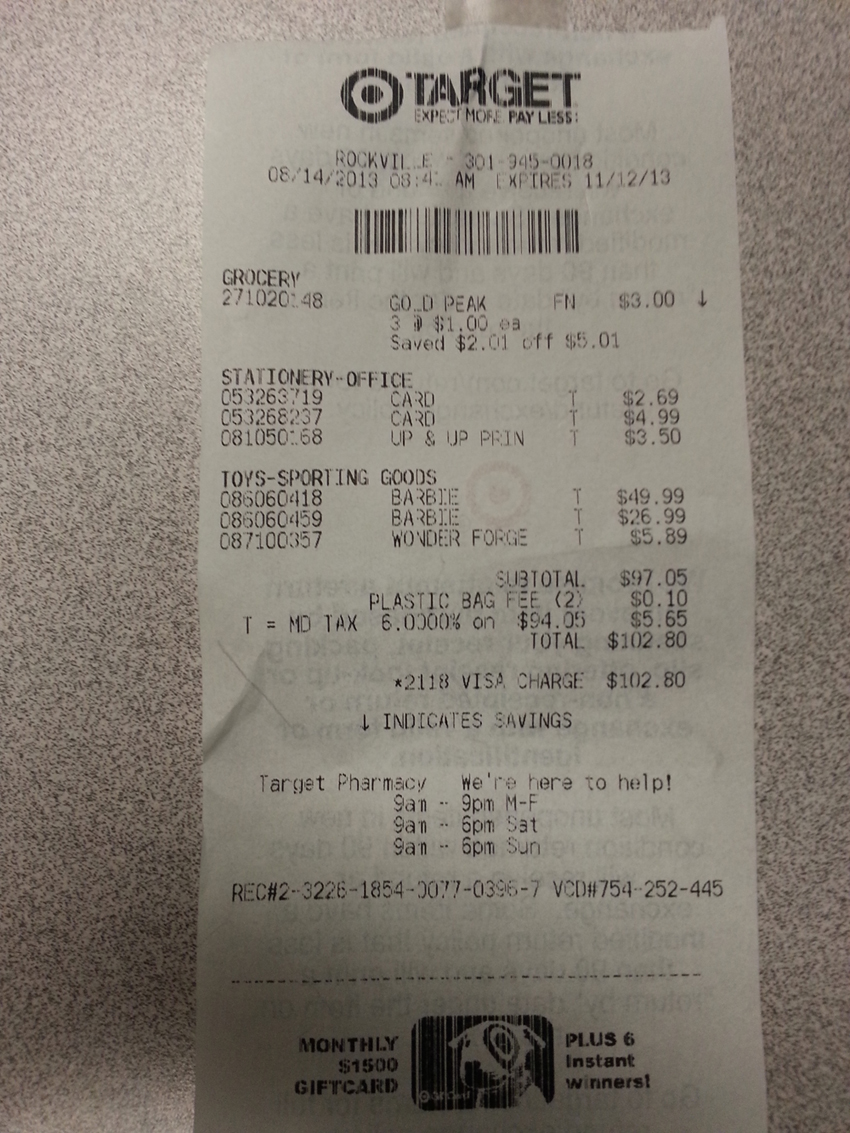 TARGET
EXPECT MORE. PAY LESS.
ROCKVILLE - 301-945-0018
08/14/2013 AM EXPIRES 11/12/13
GROCERY
GOLD PEAK FN $3.00 ↓
3 @ $1.00 ea
Saved $2.01 off $5.01
STATIONERY-OFFICE
053263719 CARD T $2.69
053268237 CARD T $4.99
UP & UP PRIN T $3.50
TOYS-SPORTING GOODS
086060418 BARBIE T $49.99
086060459 BARBIE T $26.99
087100357 WONDER FORGE T $5.89
SUBTOTAL $97.05
PLASTIC BAG FEE (2) $0.10
T = MD TAX 6.0000% on $94.05 $5.65
TOTAL $102.80
*2118 VISA CHARGE $102.80
↓ INDICATES SAVINGS
Target Pharmacy We're here to help!
9am - 9pm M-F
9am - 6pm Sat
9am - 6pm Sun
REC#2-3226-1854-0077-0396-7 VCD#754-252-445
MONTHLY
$1500
GIFTCARD
PLUS 6
Instant
winners!